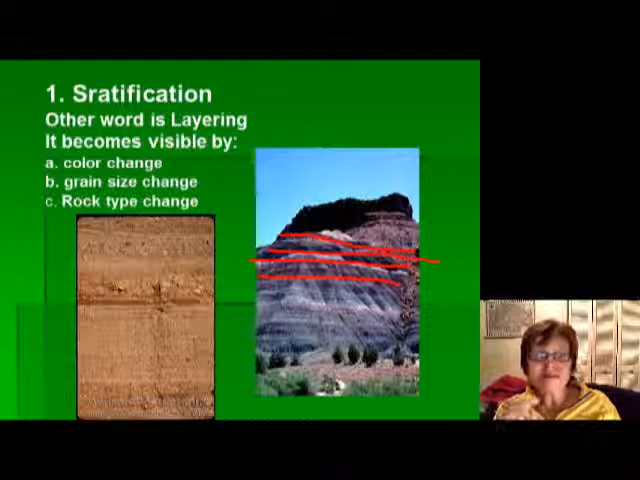 1. Sratification
Other word is Layering
It becomes visible by:
a. color change
b. grain size change
c. Rock type change